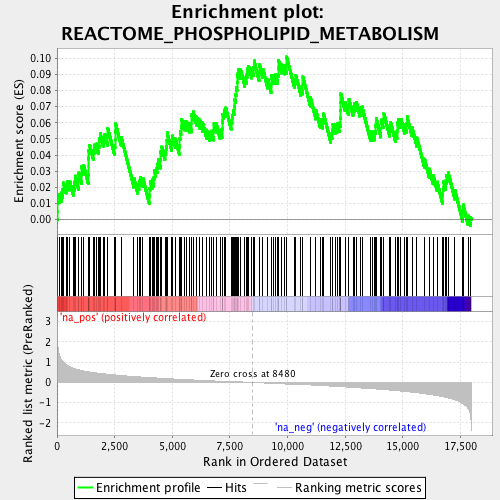 Enrichment plot:
REACTOME_PHOSPHOLIPID_METABOLISM
Enrichment score (ES)
0.10
0.09
0.08
0.07
0.06
0.05
0.04
0.03
0.02
0.01
0.00
'na_pos' (positively correlated)
Ranked list metric (PreRanked)
3
2
1
0
-1
-2
Zero cross at 8480
'na_neg' (negatively correlated)
0
2,500
5,000
7,500
10,000
12,500
15,000
17,500
Rank in Ordered Dataset
Enrichment profile
Hits
Ranking metric scores